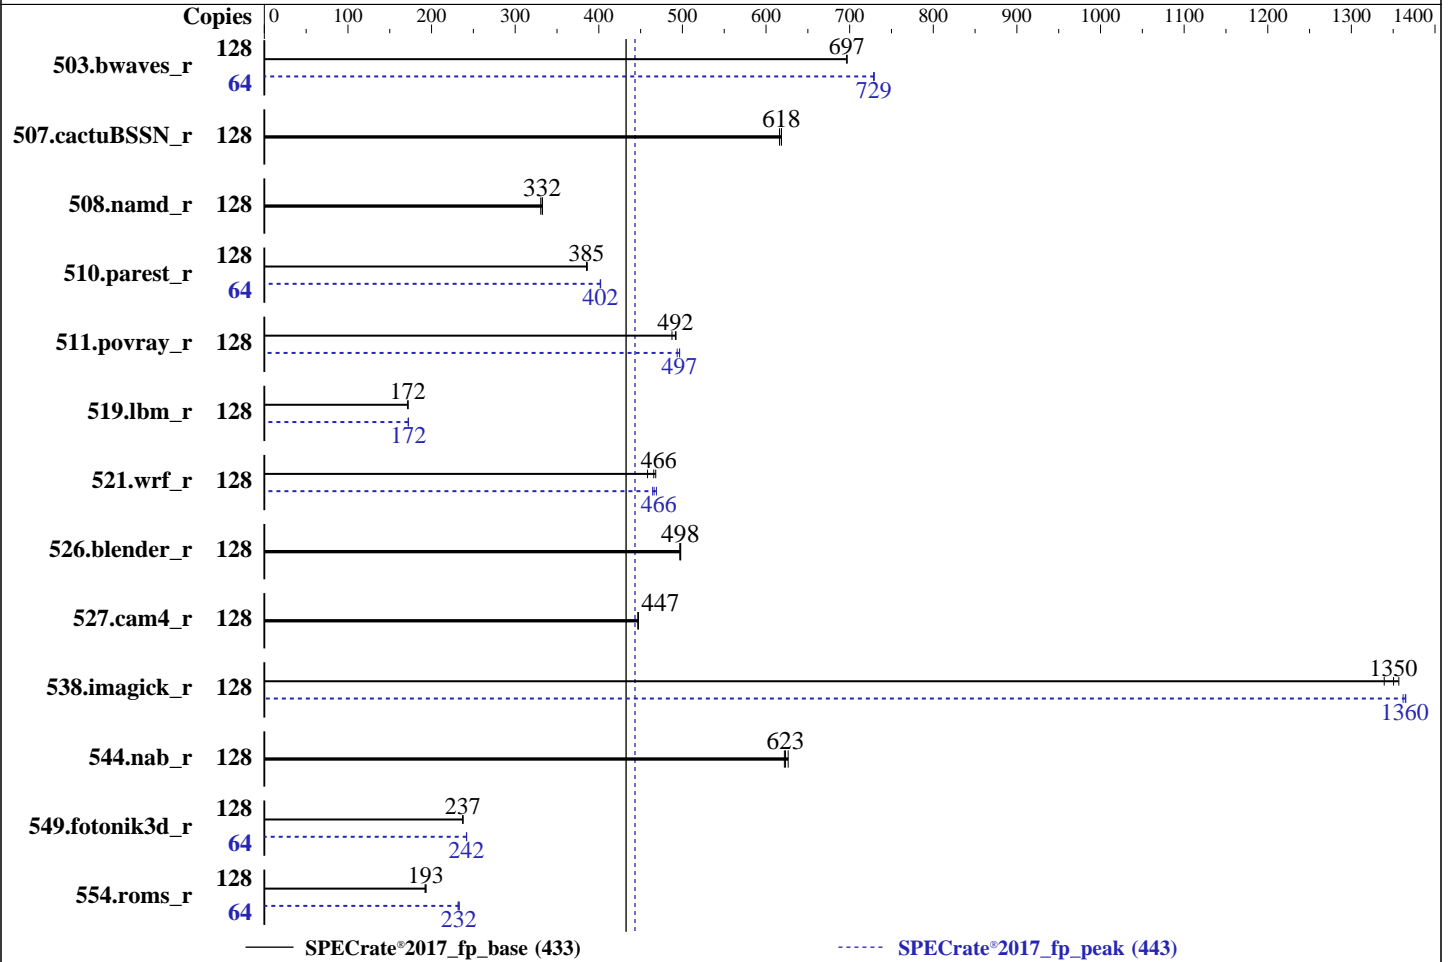 Copies 0 100 200 300 400 500 600 700 800 900 1000 1100 1200 1300 1400
503.bwaves_r 128 697
64 729
507.cactuBSSN_r 128 618
508.namd_r 128 332
510.parest_r 128 385
64 402
511.povray_r 128 492
497
519.lbm_r 128 172
172
521.wrf_r 128 466
466
526.blender_r 128 498
527.cam4_r 128 447
538.imagick_r 128 1350
1360
544.nab_r 128 623
549.fotonik3d_r 128 237
64 242
554.roms_r 128 193
64 232
SPECrate®2017_fp_base (433) SPECrate®2017_fp_peak (443)